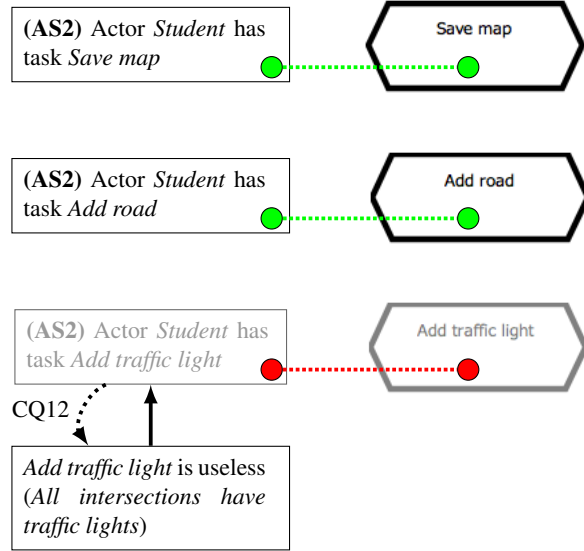 (AS2) Actor Student has
task Save map
Save map
(AS2) Actor Student has
task Add road
Add road
(AS2) Actor Student has
task Add traffic light
Add traffic light
CQ12
Add traffic light is useless
(All intersections have
traffic lights)